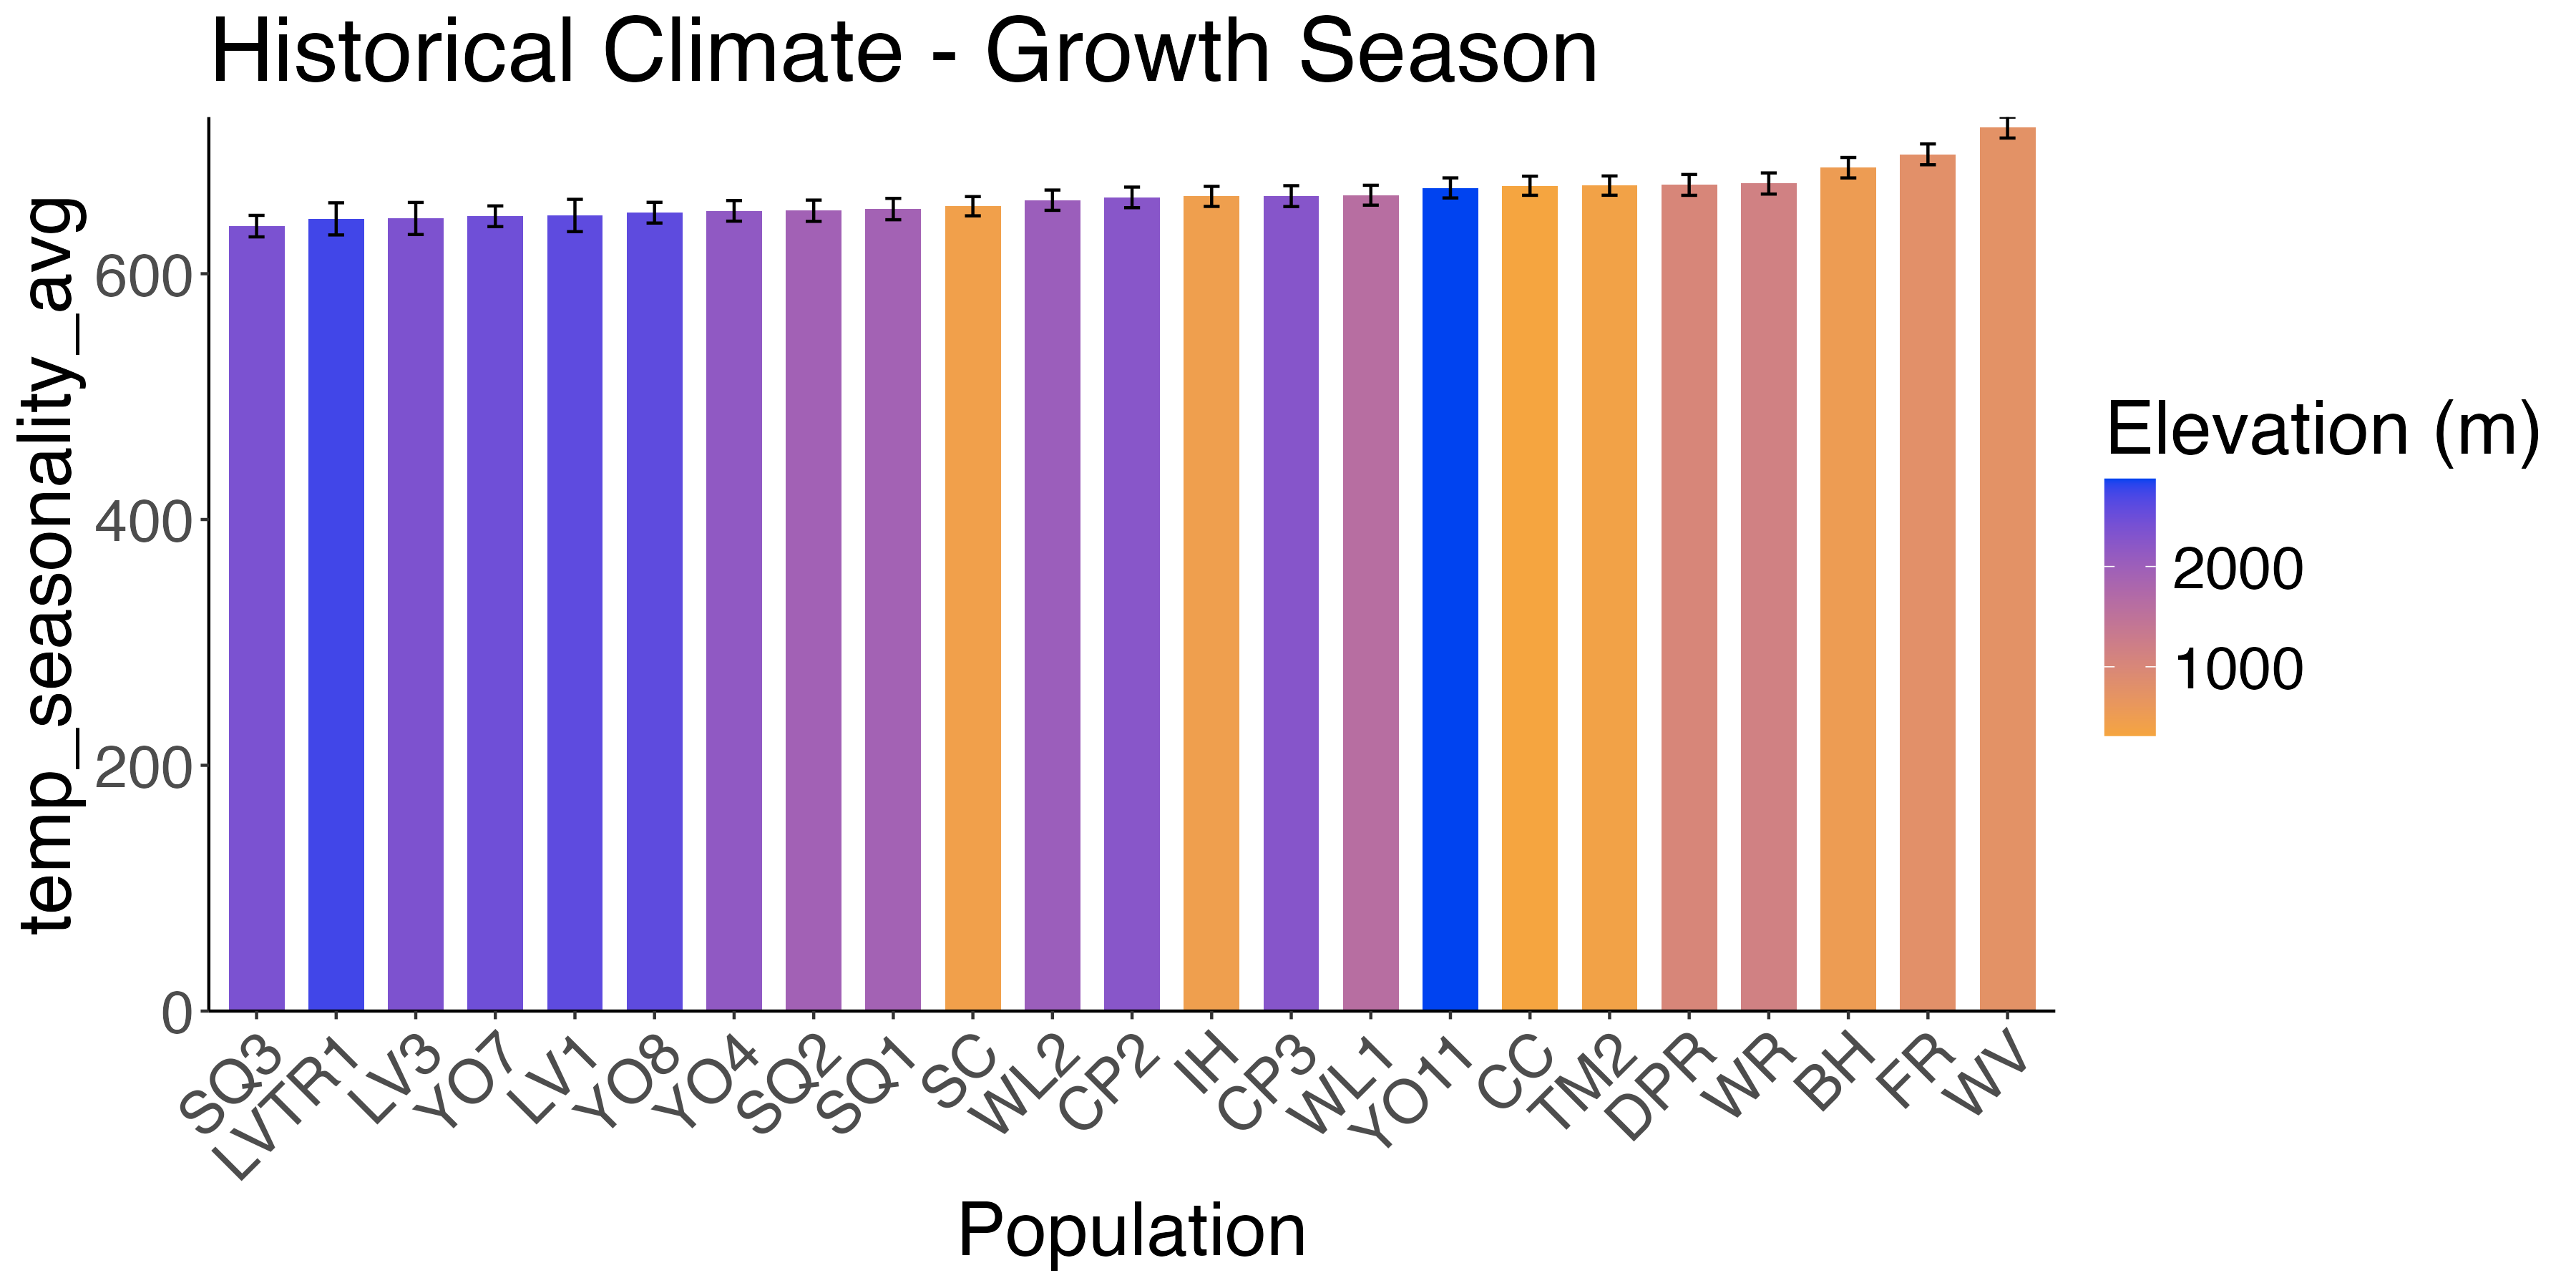 Historical Climate - Growth Season
temp_seasonality_avg
600
400
200
0
SQ3
LVTR1
LV3
YO7
LV1
YO8
YO4
SQ2
SQ1
SC
WL2
CP2
IH
CP3
WL1
YO11
CC
TM2
DPR
WR
BH
FR
WV
Population
Elevation (m)
2000
1000